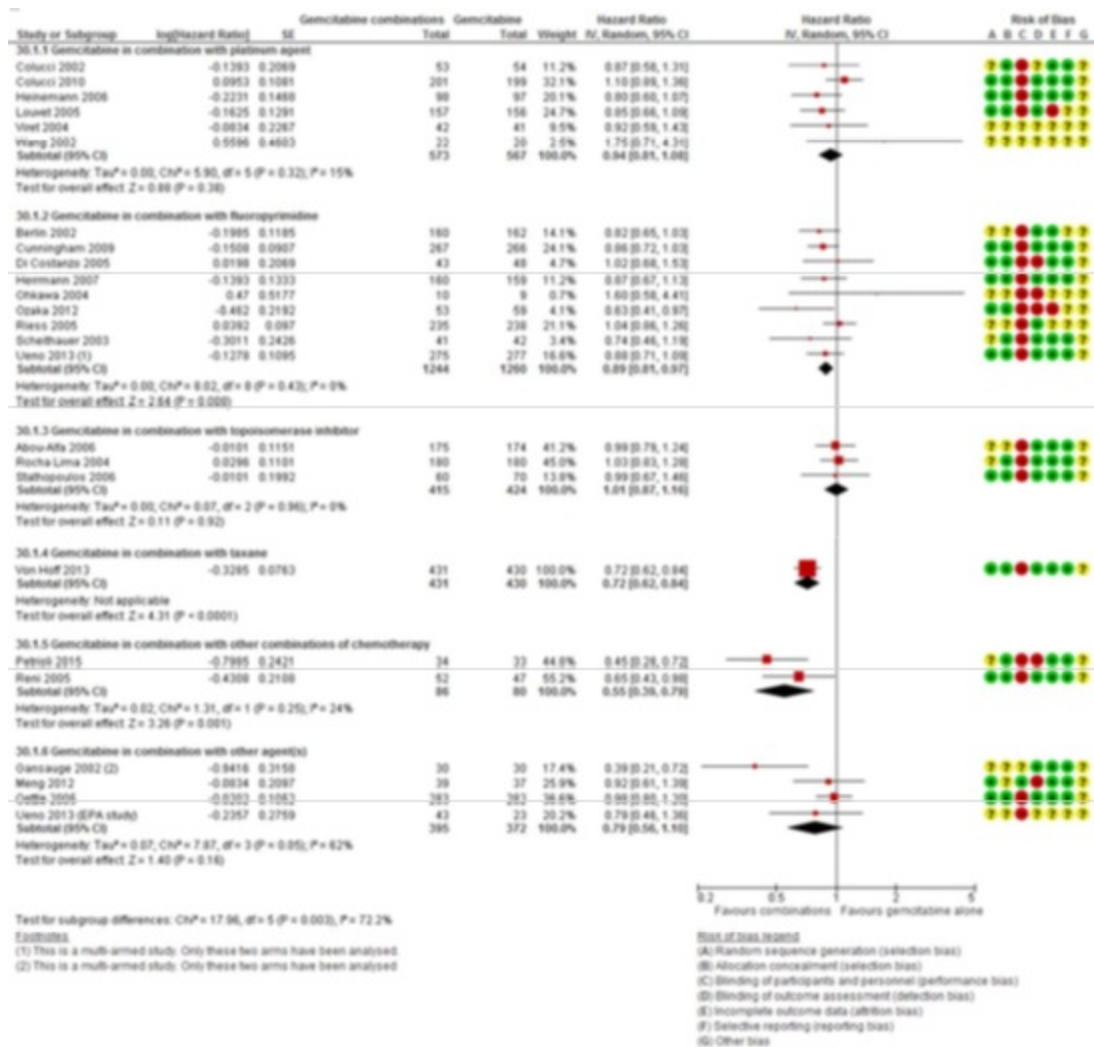 Gemcitabine combinations Gemcitabine Hazard Ratio Hazard Ratio Risk of Bias
Study or Subgroup log[Hazard Ratio] SE Total Total Weight IV, Random, 95% CI IV, Random, 95% CI A B C D E F G
30.1.1 Gemcitabine in combination with platinum agent
Colucci 2002 -0.1393 0.2069 53 54 11.2% 0.87 [0.58, 1.31]
Colucci 2010 0.0953 0.1081 201 199 32.1% 1.10 [0.89, 1.36]
Heinemann 2006 -0.2231 0.1468 98 97 20.1% 0.80 [0.60, 1.07]
Louvet 2005 -0.1625 0.1291 157 156 24.7% 0.85 [0.66, 1.09]
Viret 2004 -0.0834 0.2267 42 41 9.5% 0.92 [0.59, 1.43]
Wang 2002 0.5596 0.4603 22 20 2.5% 1.75 [0.71, 4.31]
Subtotal (95% CI) 573 567 100.0% 0.94 [0.81, 1.08]
Heterogeneity: Tau² = 0.00; Chi² = 5.90, df = 5 (P = 0.32); I² = 15%
Test for overall effect: Z = 0.88 (P = 0.38)
30.1.2 Gemcitabine in combination with fluoropyrimidine
Berlin 2002 -0.1985 0.1185 160 162 14.1% 0.82 [0.65, 1.03]
Cunningham 2009 -0.1508 0.0907 267 266 24.1% 0.86 [0.72, 1.03]
Di Costanzo 2005 0.0198 0.2069 43 48 4.7% 1.02 [0.68, 1.53]
Herrmann 2007 -0.1393 0.1333 160 159 11.2% 0.87 [0.67, 1.13]
Ohkawa 2004 0.47 0.5177 10 9 0.7% 1.60 [0.58, 4.41]
Ozaka 2012 -0.462 0.2192 53 59 4.1% 0.63 [0.41, 0.97]
Riess 2005 0.0392 0.097 235 238 21.1% 1.04 [0.86, 1.26]
Scheithauer 2003 -0.3011 0.2426 41 42 3.4% 0.74 [0.46, 1.19]
Ueno 2013 (1) -0.1278 0.1095 275 277 16.6% 0.88 [0.71, 1.09]
Subtotal (95% CI) 1244 1260 100.0% 0.89 [0.81, 0.97]
Heterogeneity: Tau² = 0.00; Chi² = 8.02, df = 8 (P = 0.43); I² = 0%
Test for overall effect: Z = 2.64 (P = 0.008)
30.1.3 Gemcitabine in combination with topoisomerase inhibitor
Abou-Alfa 2006 -0.0101 0.1151 175 174 41.2% 0.99 [0.79, 1.24]
Rocha Lima 2004 0.0296 0.1101 180 180 45.0% 1.03 [0.83, 1.28]
Stathopoulos 2006 -0.0101 0.1992 60 70 13.8% 0.99 [0.67, 1.46]
Subtotal (95% CI) 415 424 100.0% 1.01 [0.87, 1.16]
Heterogeneity: Tau² = 0.00; Chi² = 0.07, df = 2 (P = 0.96); I² = 0%
Test for overall effect: Z = 0.11 (P = 0.92)
30.1.4 Gemcitabine in combination with taxane
Von Hoff 2013 -0.3285 0.0763 431 430 100.0% 0.72 [0.62, 0.84]
Subtotal (95% CI) 431 430 100.0% 0.72 [0.62, 0.84]
Heterogeneity: Not applicable
Test for overall effect: Z = 4.31 (P < 0.0001)
30.1.5 Gemcitabine in combination with other combinations of chemotherapy
Petrioli 2015 -0.7985 0.2421 34 33 44.8% 0.45 [0.28, 0.72]
Reni 2005 -0.4308 0.2108 52 47 55.2% 0.65 [0.43, 0.98]
Subtotal (95% CI) 86 80 100.0% 0.55 [0.39, 0.79]
Heterogeneity: Tau² = 0.02; Chi² = 1.31, df = 1 (P = 0.25); I² = 24%
Test for overall effect: Z = 3.26 (P = 0.001)
30.1.6 Gemcitabine in combination with other agent(s)
Gansauge 2002 (2) -0.9416 0.3158 30 30 17.4% 0.39 [0.21, 0.72]
Meng 2012 -0.0834 0.2097 39 37 25.9% 0.92 [0.61, 1.39]
Oettle 2005 -0.0202 36.6% 0.98
Ueno 2013 (EPA study) -0.2357 0.2759 43 23 20.2% 0.79 [0.46, 1.36]
Subtotal (95% CI) 395 372 100.0% 0.79 [0.56, 1.10]
Heterogeneity: Tau² = 0.07; Chi² = 7.87, df = 3 (P = 0.05); I² = 62%
Test for overall effect: Z = 1.40 (P = 0.16)
0.2 0.5 1 2 5
Favours combinations Favours gemcitabine alone
Test for subgroup differences: Chi² = 17.96, df = 5 (P = 0.003), I² = 72.2%
Footnotes
(1) This is a multi-armed study. Only these two arms have been analysed.
(2) This is a multi-armed study. Only these two arms have been analysed
Risk of bias legend
(A) Random sequence generation (selection bias)
(B) Allocation concealment (selection bias)
(C) Blinding of participants and personnel (performance bias)
(D) Blinding of outcome assessment (detection bias)
(E) Incomplete outcome data (attrition bias)
(F) Selective reporting (reporting bias)
(G) Other bias